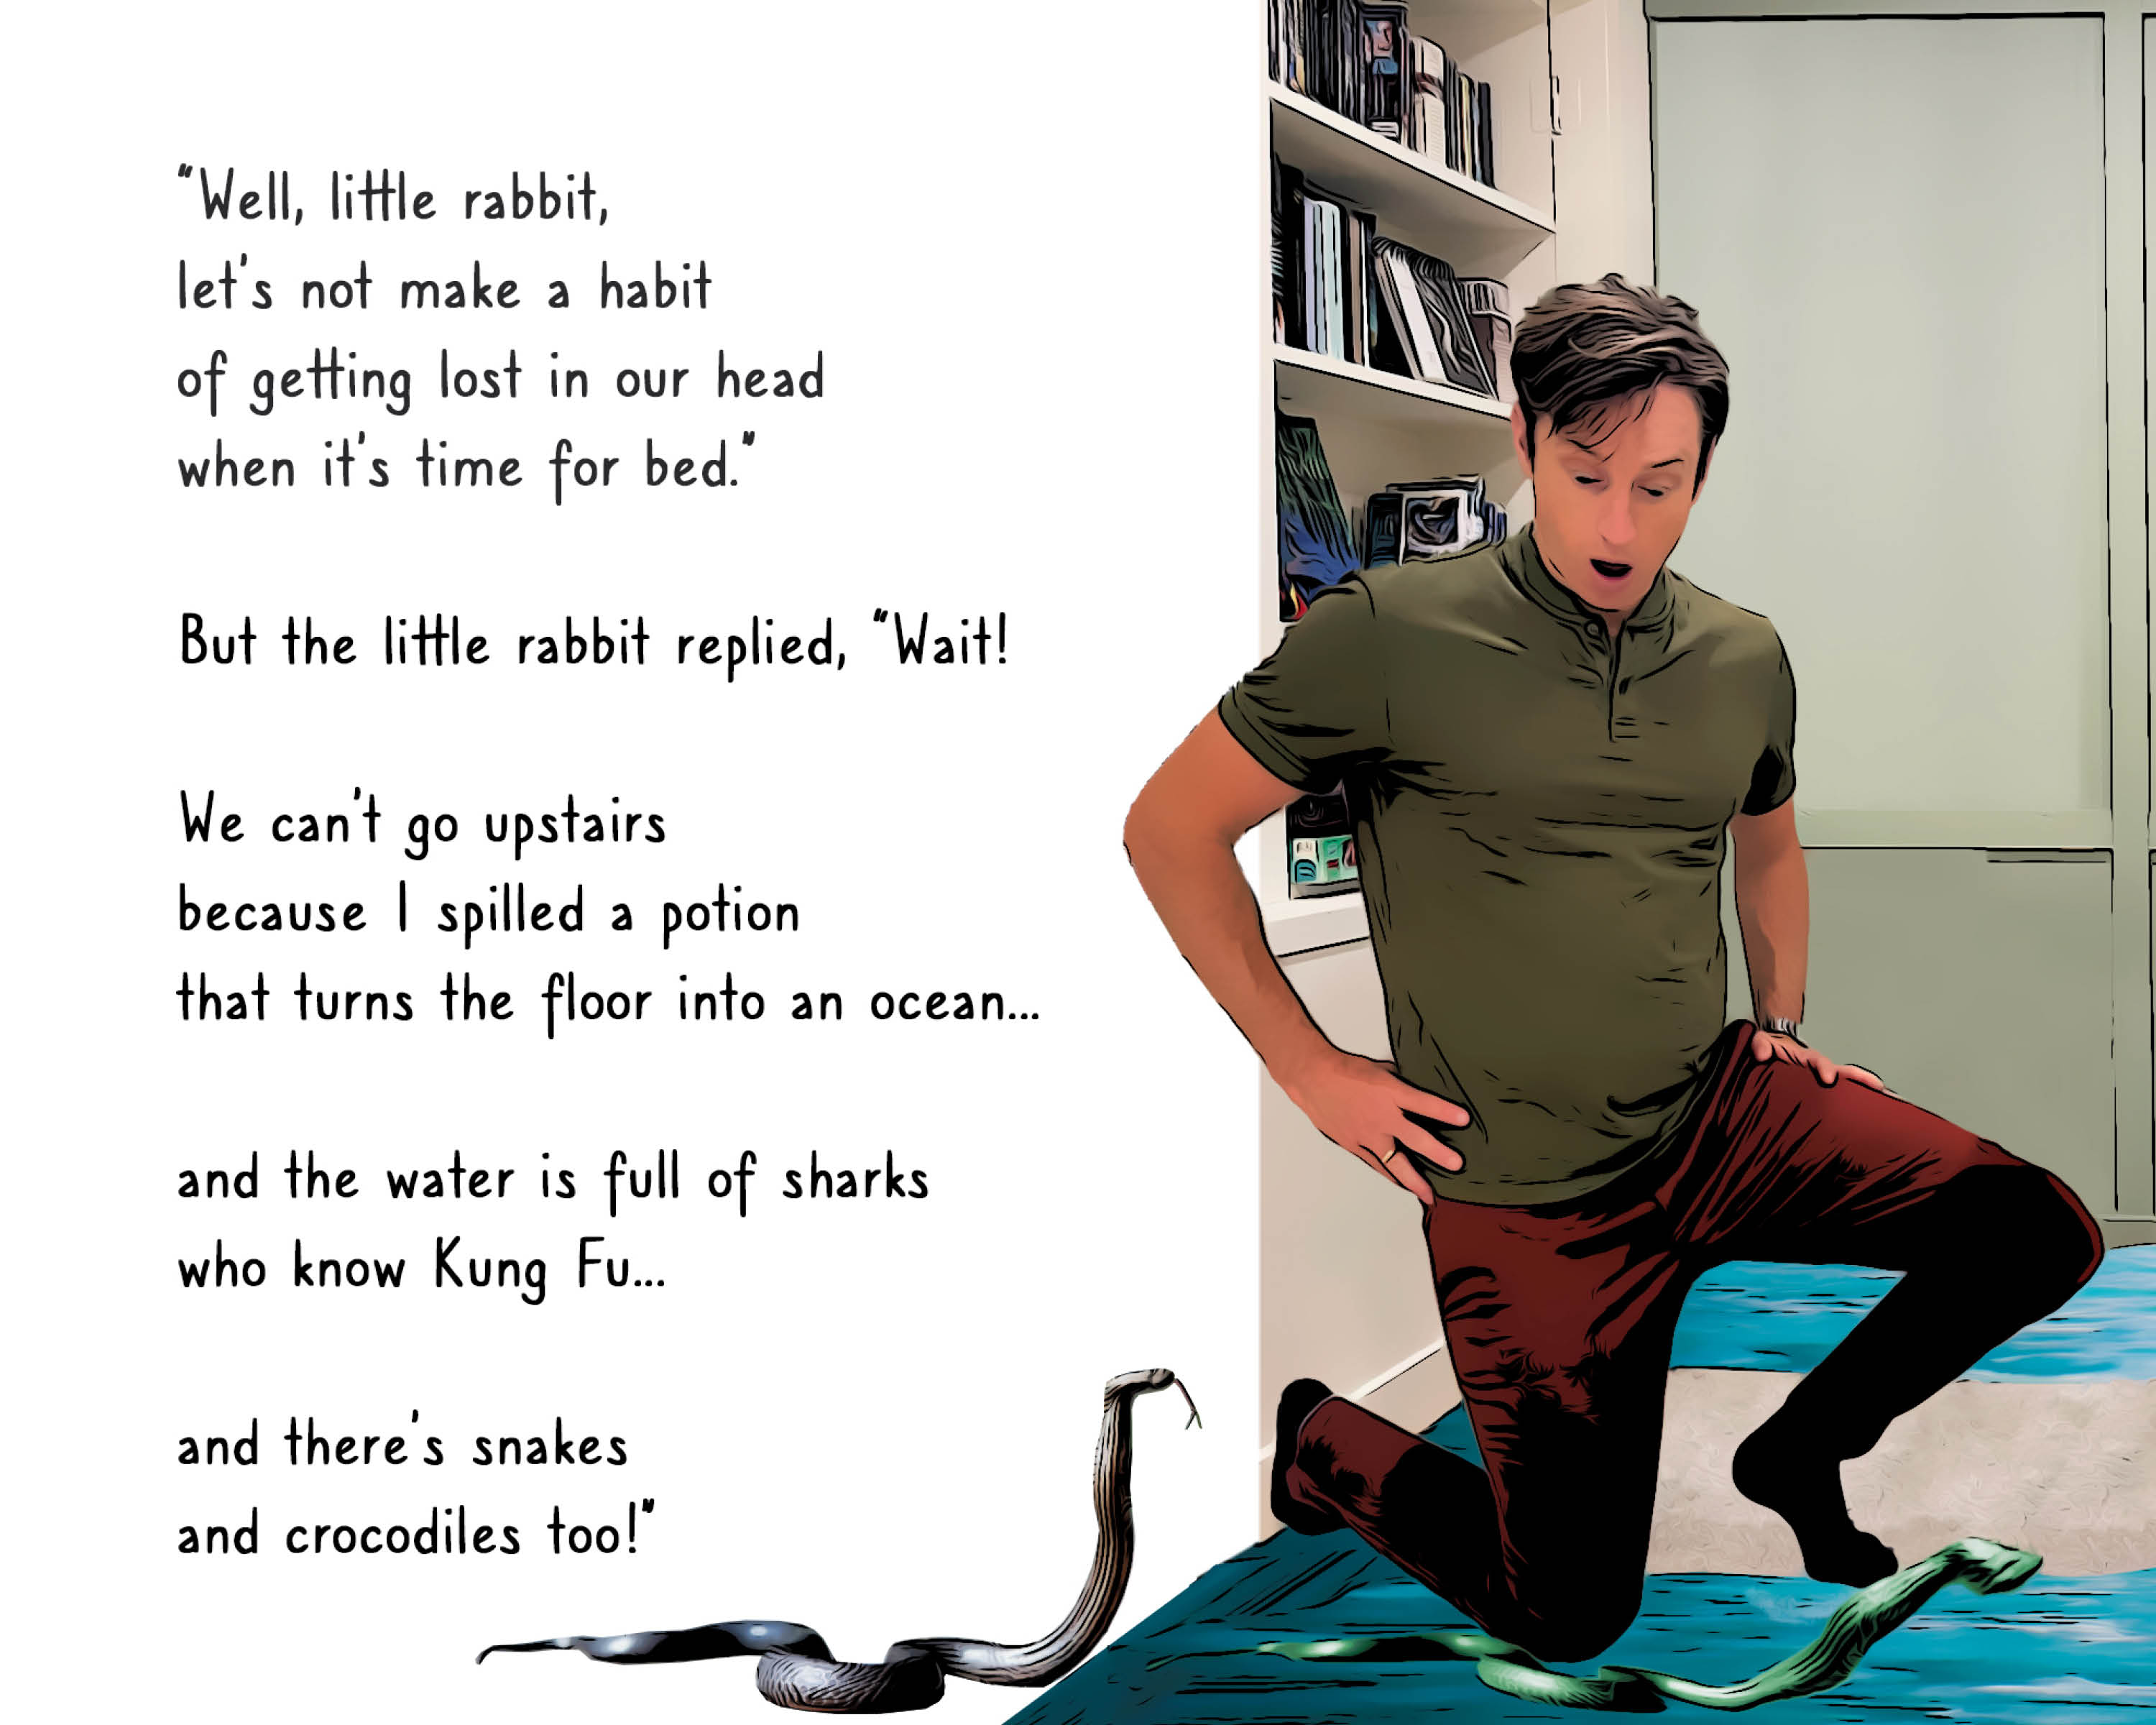 “Well, little rabbit,
let's not make a habit
of getting lost in our head
when it's time for bed.”
But the little rabbit replied, “Wait!
We can't go upstairs
because I spilled a potion
that turns the floor into an ocean...
and the water is full of sharks
who know Kung Fu...
and there's snakes
and crocodiles too!”